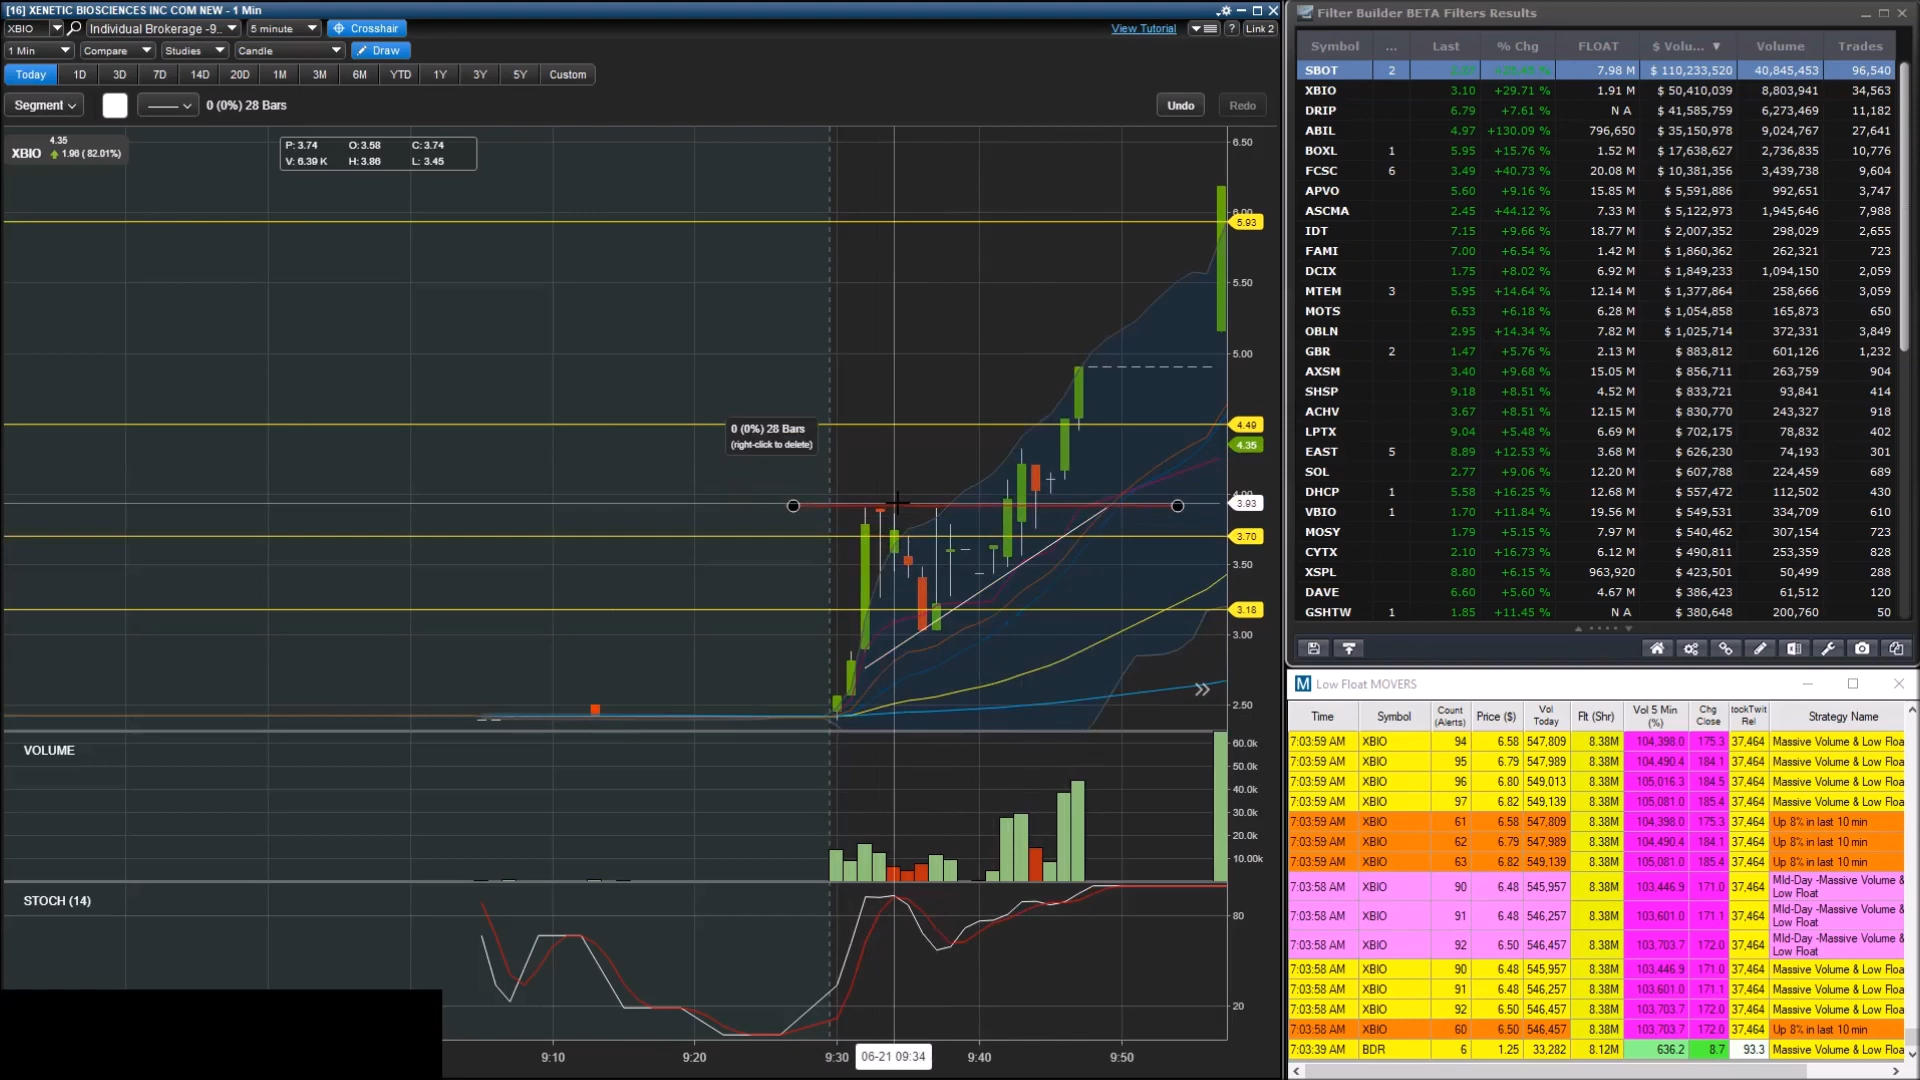 [16] XENETIC BIOSCIENCES INC COM NEW - 1 Min
XBIO Individual Brokerage -9.. 5 minute Crosshair View Tutorial ? Link 2
1 Min Compare Studies Candle Draw
Today 1D 3D 7D 14D 20D 1M 3M 6M YTD 1Y 3Y 5Y Custom
Segment 0 (0%) 28 Bars Undo Redo
4.35
XBIO 1.96 ( 82.01%)
P: 3.74 O: 3.58 C: 3.74
V: 6.39 K H: 3.86 L: 3.45
6.50
6.00
5.93
5.50
5.00
4.49
4.35
4.00
3.93
3.70
3.50
3.18
3.00
2.50
0 (0%) 28 Bars
(right-click to delete)
VOLUME
60.0k
50.0k
40.0k
30.0k
20.0k
10.00k
STOCH (14)
80
20
9:10 9:20 9:30 06-21 09:34 9:40 9:50
Filter Builder BETA Filters Results
Symbol ... Last % Chg FLOAT $ Volu... ▼ Volume Trades
SBOT 2 7.98 M $ 110,233,520 40,845,453 96,540
XBIO 3.10 +29.71 % 1.91 M $ 50,410,039 8,803,941 34,563
DRIP 6.79 +7.61 % N A $ 41,585,759 6,273,469 11,182
ABIL 4.97 +130.09 % 796,650 $ 35,150,978 9,024,767 27,641
BOXL 1 5.95 +15.76 % 1.52 M $ 17,638,627 2,736,835 10,776
FCSC 6 3.49 +40.73 % 20.08 M $ 10,381,356 3,439,738 9,604
APVO 5.60 +9.16 % 15.85 M $ 5,591,886 992,651 3,747
ASCMA 2.45 +44.12 % 7.33 M $ 5,122,973 1,945,646 7,988
IDT 7.15 +9.66 % 18.77 M $ 2,007,352 298,029 2,655
FAMI 7.00 +6.54 % 1.42 M $ 1,860,362 262,321 723
DCIX 1.75 +8.02 % 6.92 M $ 1,849,233 1,094,150 2,059
MTEM 3 5.95 +14.64 % 12.14 M $ 1,377,864 258,666 3,059
MOTS 6.53 +6.18 % 6.28 M $ 1,054,858 165,873 650
OBLN 2.95 +14.34 % 7.82 M $ 1,025,714 372,331 3,849
GBR 2 1.47 +5.76 % 2.13 M $ 883,812 601,126 1,232
AXSM 3.40 +9.68 % 15.05 M $ 856,711 263,759 904
SHSP 9.18 +8.51 % 4.52 M $ 833,721 93,841 414
ACHV 3.67 +8.51 % 12.15 M $ 830,770 243,327 918
LPTX 9.04 +5.48 % 6.69 M $ 702,175 78,832 402
EAST 5 8.89 +12.53 % 3.68 M $ 626,230 74,193 301
SOL 2.77 +9.06 % 12.20 M $ 607,788 224,459 689
DHCP 1 5.58 +16.25 % 12.68 M $ 557,472 112,502 430
VBIO 1 1.70 +11.84 % 19.56 M $ 549,531 334,709 610
MOSY 1.79 +5.15 % 7.97 M $ 540,462 307,154 723
CYTX 2.10 +16.73 % 6.12 M $ 490,811 253,359 828
XSPL 8.80 +6.15 % 963,920 $ 423,501 50,499 288
DAVE 6.60 +5.60 % 4.67 M $ 386,423 61,512 120
GSHTW 1 1.85 +11.45 % N A $ 380,648 200,760 50
M Low Float MOVERS
Time Symbol Count (Alerts) Price ($) Vol Today Flt (Shr) Vol 5 Min (%) Chg Close tockTwit Rel Strategy Name
7:03:59 AM XBIO 94 6.58 547,809 8.38M 104,398.0 175.3 37,464 Massive Volume & Low Floa
7:03:59 AM XBIO 95 6.79 547,989 8.38M 104,490.4 184.1 37,464 Massive Volume & Low Floa
7:03:59 AM XBIO 96 6.80 549,013 8.38M 105,016.3 184.5 37,464 Massive Volume & Low Floa
7:03:59 AM XBIO 97 6.82 549,139 8.38M 105,081.0 185.4 37,464 Massive Volume & Low Floa
7:03:59 AM XBIO 61 6.58 547,809 8.38M 104,398.0 175.3 37,464 Up 8% in last 10 min
7:03:59 AM XBIO 62 6.79 547,989 8.38M 104,490.4 184.1 37,464 Up 8% in last 10 min
7:03:59 AM XBIO 63 6.82 549,139 8.38M 105,081.0 185.4 37,464 Up 8% in last 10 min
7:03:58 AM XBIO 90 6.48 545,957 8.38M 103,446.9 171.0 37,464 MId-Day -Massive Volume &
Low Float
7:03:58 AM XBIO 91 6.48 546,257 8.38M 103,601.0 171.1 37,464 MId-Day -Massive Volume &
Low Float
7:03:58 AM XBIO 92 6.50 546,457 8.38M 103,703.7 172.0 37,464 MId-Day -Massive Volume &
Low Float
7:03:58 AM XBIO 90 6.48 545,957 8.38M 103,446.9 171.0 37,464 Massive Volume & Low Floa
7:03:58 AM XBIO 91 6.48 546,257 8.38M 103,601.0 171.1 37,464 Massive Volume & Low Floa
7:03:58 AM XBIO 92 6.50 546,457 8.38M 103,703.7 172.0 37,464 Massive Volume & Low Floa
7:03:58 AM XBIO 60 6.50 546,457 8.38M 103,703.7 172.0 37,464 Up 8% in last 10 min
7:03:39 AM BDR 6 1.25 33,282 8.12M 636.2 8.7 93.3 Massive Volume & Low Floa